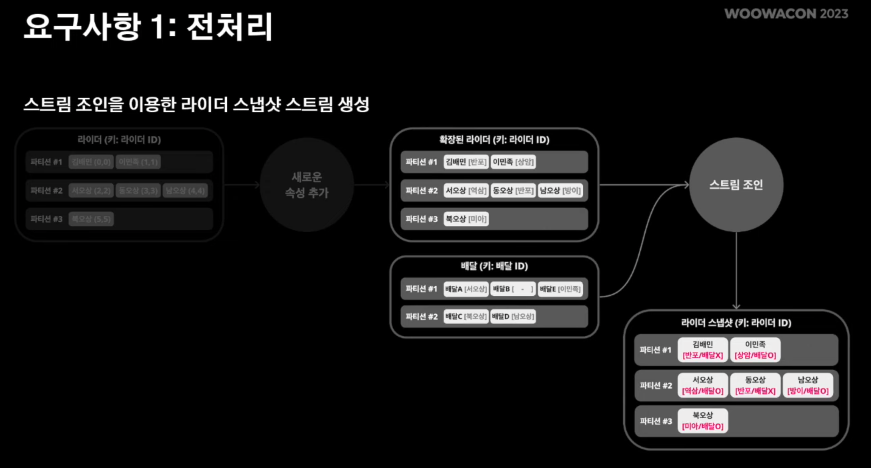 요구사항 1: 전처리
WOOWACON 2023
스트림 조인을 이용한 라이더 스냅샷 스트림 생성
라이더 (키: 라이더 ID)
파티션 #1 김배민 (0,0) 이민족 (1,1)
파티션 #2 서오상 (2,2) 동오상 (3,3) 남오상 (4,4)
파티션 #3 북오상 (5,5)
새로운
속성 추가
확장된 라이더 (키: 라이더 ID)
파티션 #1 김배민 [반포] 이민족 [상암]
파티션 #2 서오상 [역삼] 동오상 [반포] 남오상 [방이]
파티션 #3 북오상 [미아]
배달 (키: 배달 ID)
파티션 #1 배달A [서오상] 배달B [ - ] 배달E [이민족]
파티션 #2 배달C [북오상] 배달D [남오상]
스트림 조인
라이더 스냅샷 (키: 라이더 ID)
파티션 #1 김배민 이민족
[반포/배달X] [상암/배달O]
파티션 #2 서오상 동오상 남오상
[역삼/배달O] [반포/배달X] [방이/배달O]
파티션 #3 북오상
[미아/배달O]